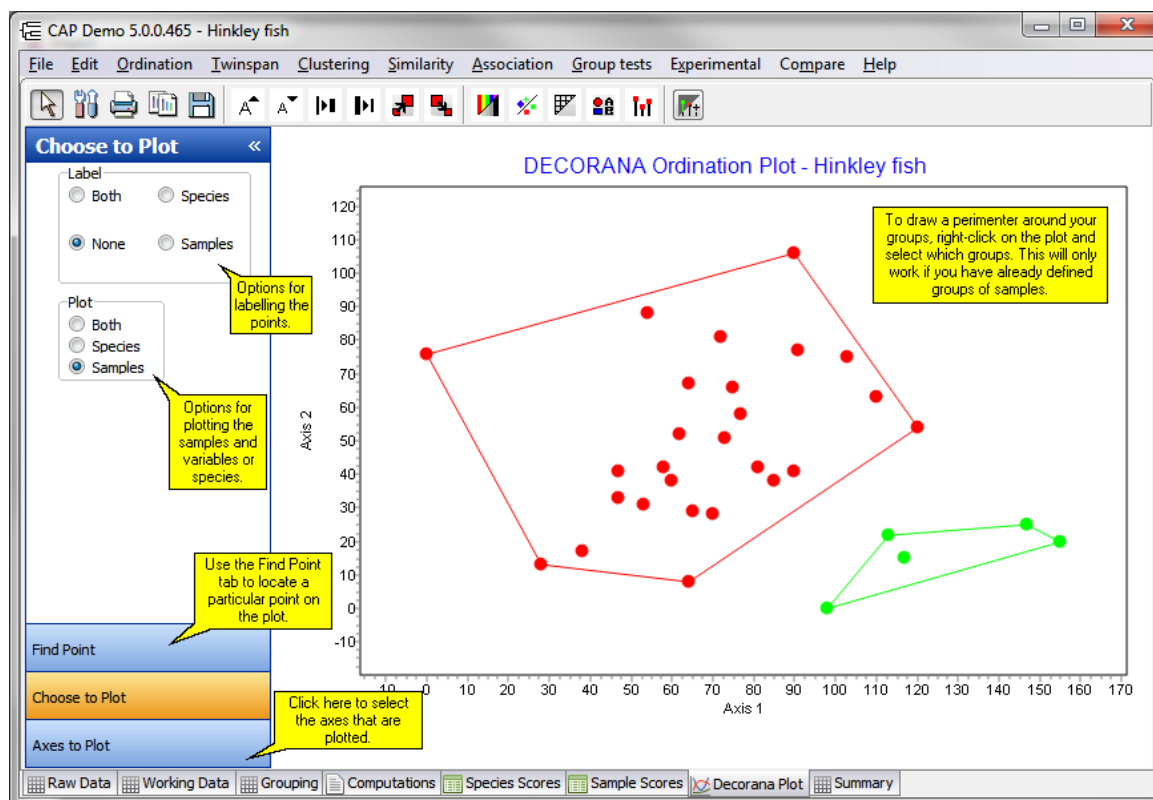 CAP Demo 5.0.0.465 - Hinkley fish
File Edit Ordination Twinspan Clustering Similarity Association Group tests Experimental Compare Help
A A
Choose to Plot «
Label
Both Species
None Samples
Options for
labelling the
points.
Plot
Both
Species
Samples
Options for
plotting the
samples and
variables or
species.
Use the Find Point
tab to locate a
particular point on
the plot.
Find Point
Choose to Plot
Axes to Plot
Click here to select
the axes that are
plotted.
DECORANA Ordination Plot - Hinkley fish
To draw a perimenter around your
groups, right-click on the plot and
select which groups. This will only
work if you have already defined
groups of samples.
120
110
100
90
80
70
60
50
40
30
20
10
0
-10
Axis 2
10 0 10 20 30 40 50 60 70 80 90 100 110 120 130 140 150 160 170
Axis 1
Raw Data Working Data Grouping Computations Species Scores Sample Scores Decorana Plot Summary